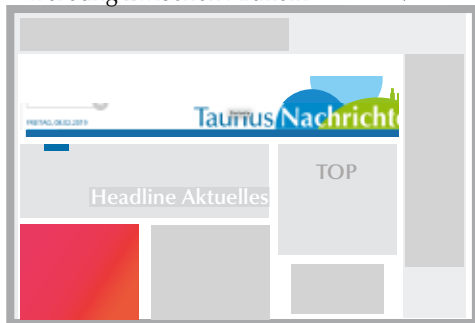 FREITAG, 08.02.2019
Taunus Nachricht
TOP
Headline Aktuelles